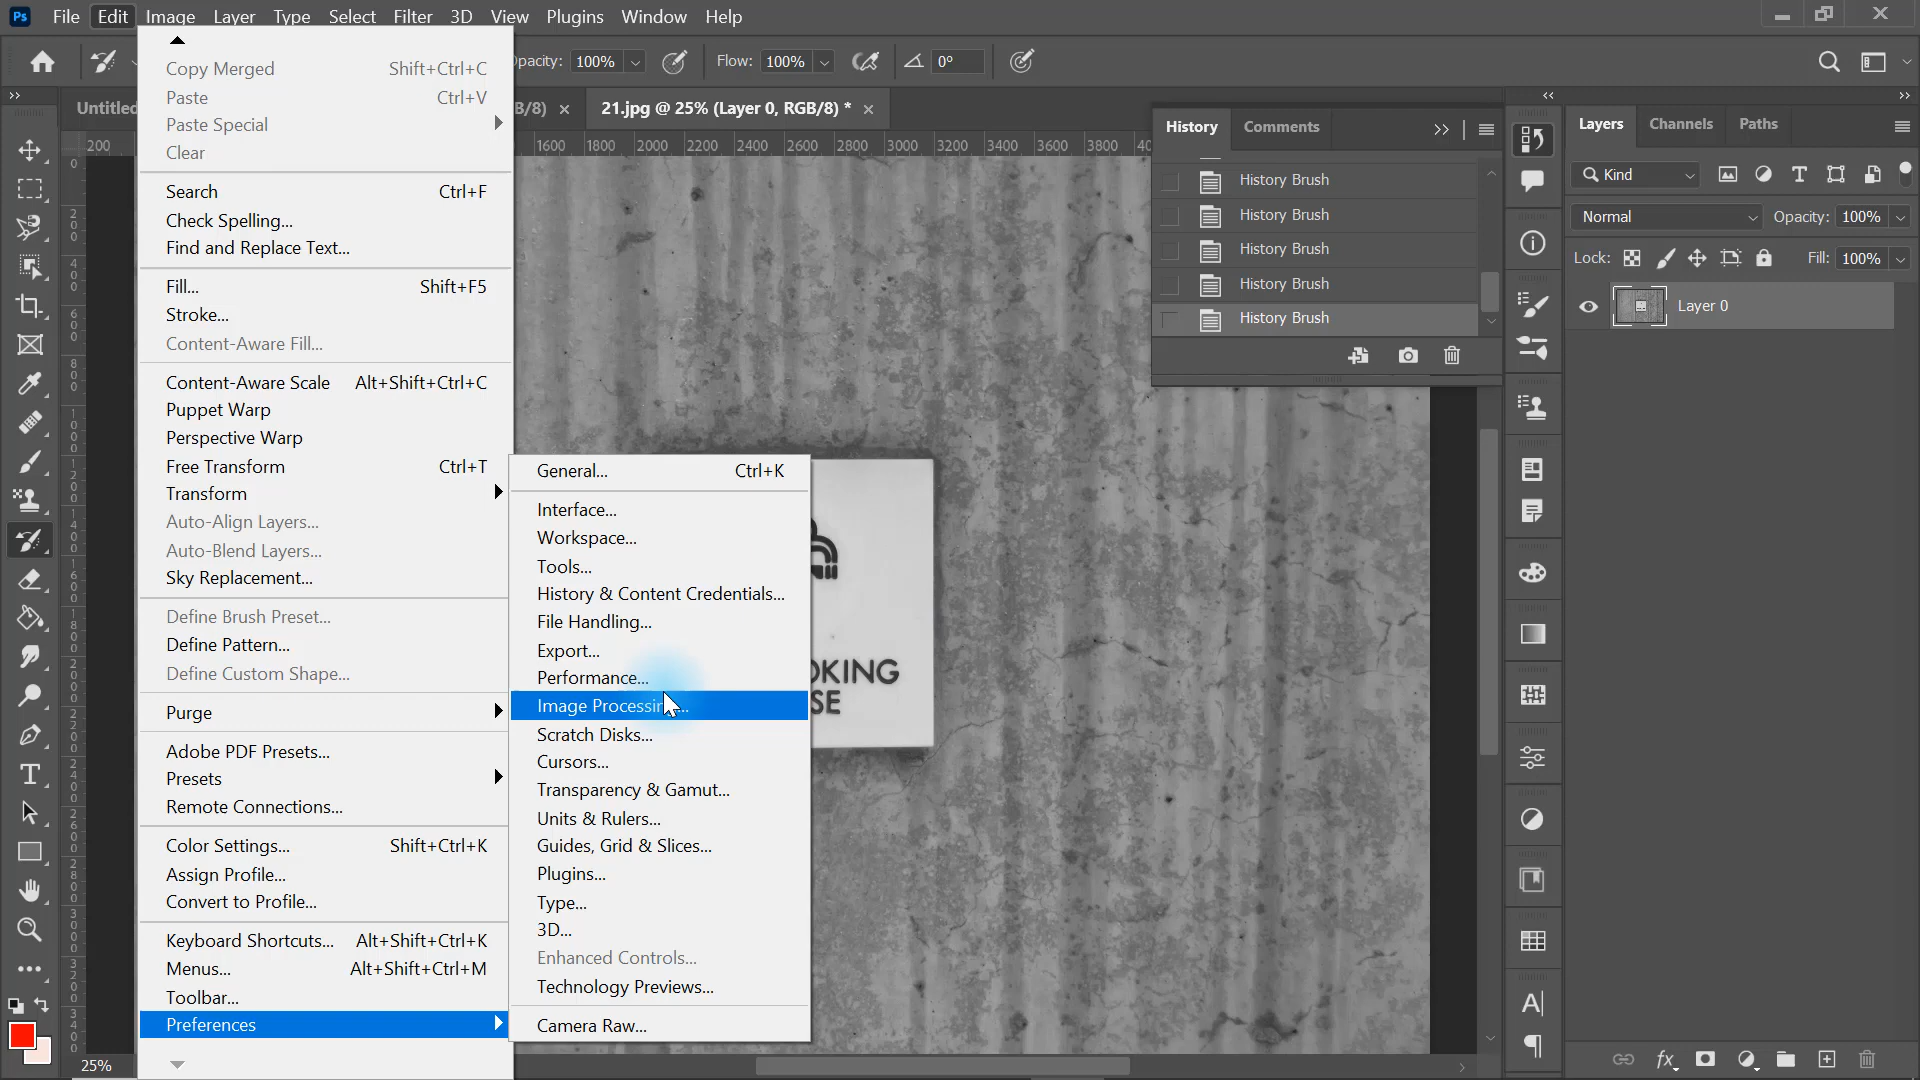 Ps File Edit Image Layer Type Select Filter 3D View Plugins Window Help
Opacity: 100% Flow: 100% 0°
Untitled
B/8) ×
21.jpg @ 25% (Layer 0, RGB/8) * ×
200 1600 1800 2000 2200 2400 2600 2800 3000 3200 3400 3600 3800 40
Copy Merged Shift+Ctrl+C
Paste Ctrl+V
Paste Special
Clear
Search Ctrl+F
Check Spelling...
Find and Replace Text...
Fill... Shift+F5
Stroke...
Content-Aware Fill...
Content-Aware Scale Alt+Shift+Ctrl+C
Puppet Warp
Perspective Warp
Free Transform Ctrl+T
Transform
Auto-Align Layers...
Auto-Blend Layers...
Sky Replacement...
Define Brush Preset...
Define Pattern...
Define Custom Shape...
Purge
Adobe PDF Presets...
Presets
Remote Connections...
Color Settings... Shift+Ctrl+K
Assign Profile...
Convert to Profile...
Keyboard Shortcuts... Alt+Shift+Ctrl+K
Menus... Alt+Shift+Ctrl+M
Toolbar...
Preferences
General... Ctrl+K
Interface...
Workspace...
Tools...
History & Content Credentials...
File Handling...
Export...
Performance...
Image Processing...
Scratch Disks...
Cursors...
Transparency & Gamut...
Units & Rulers...
Guides, Grid & Slices...
Plugins...
Type...
3D...
Enhanced Controls...
Technology Previews...
Camera Raw...
OKING
SE
History Comments
History Brush
History Brush
History Brush
History Brush
History Brush
Layers Channels Paths
Kind
Normal Opacity: 100%
Lock: Fill: 100%
Layer 0
fx
25%